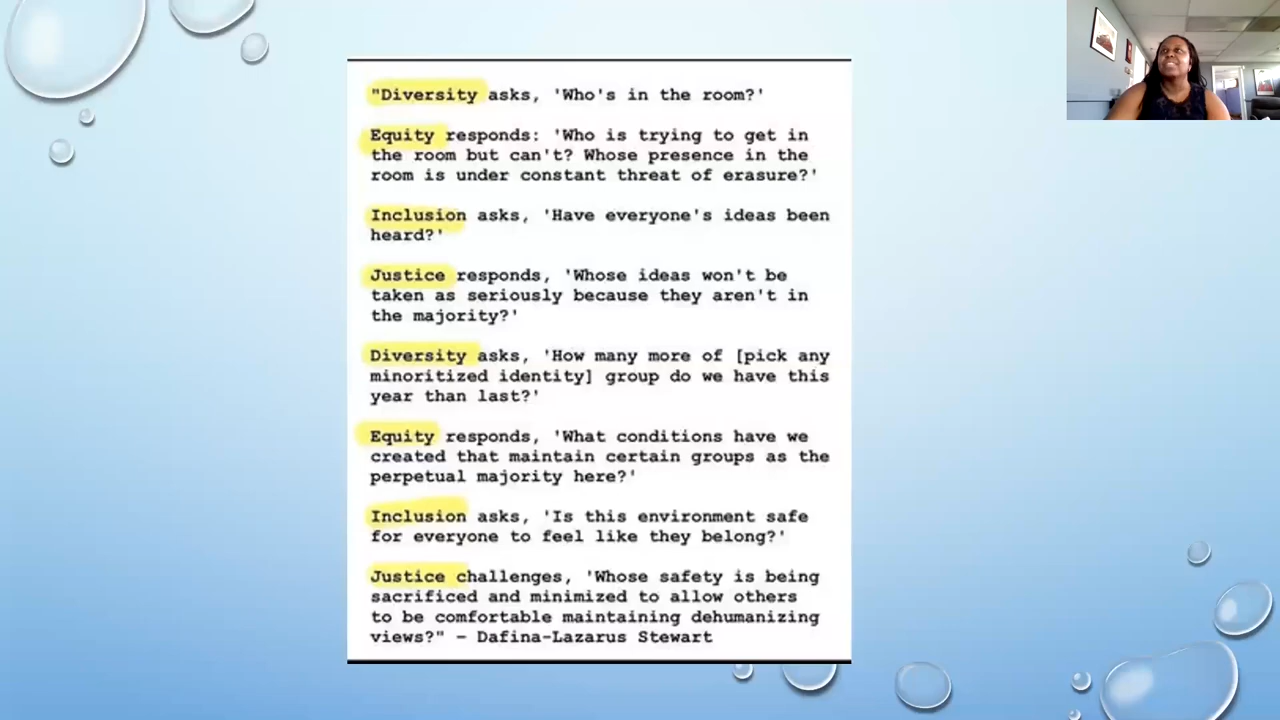 "Diversity asks, 'Who's in the room?'
Equity responds: 'Who is trying to get in
the room but can't? Whose presence in the
room is under constant threat of erasure?'
Inclusion asks, 'Have everyone's ideas been
heard?'
Justice responds, 'Whose ideas won't be
taken as seriously because they aren't in
the majority?'
Diversity asks, 'How many more of [pick any
minoritized identity] group do we have this
year than last?'
Equity responds, 'What conditions have we
created that maintain certain groups as the
perpetual majority here?'
Inclusion asks, 'Is this environment safe
for everyone to feel like they belong?'
Justice challenges, 'Whose safety is being
sacrificed and minimized to allow others
to be comfortable maintaining dehumanizing
views?" – Dafina-Lazarus Stewart